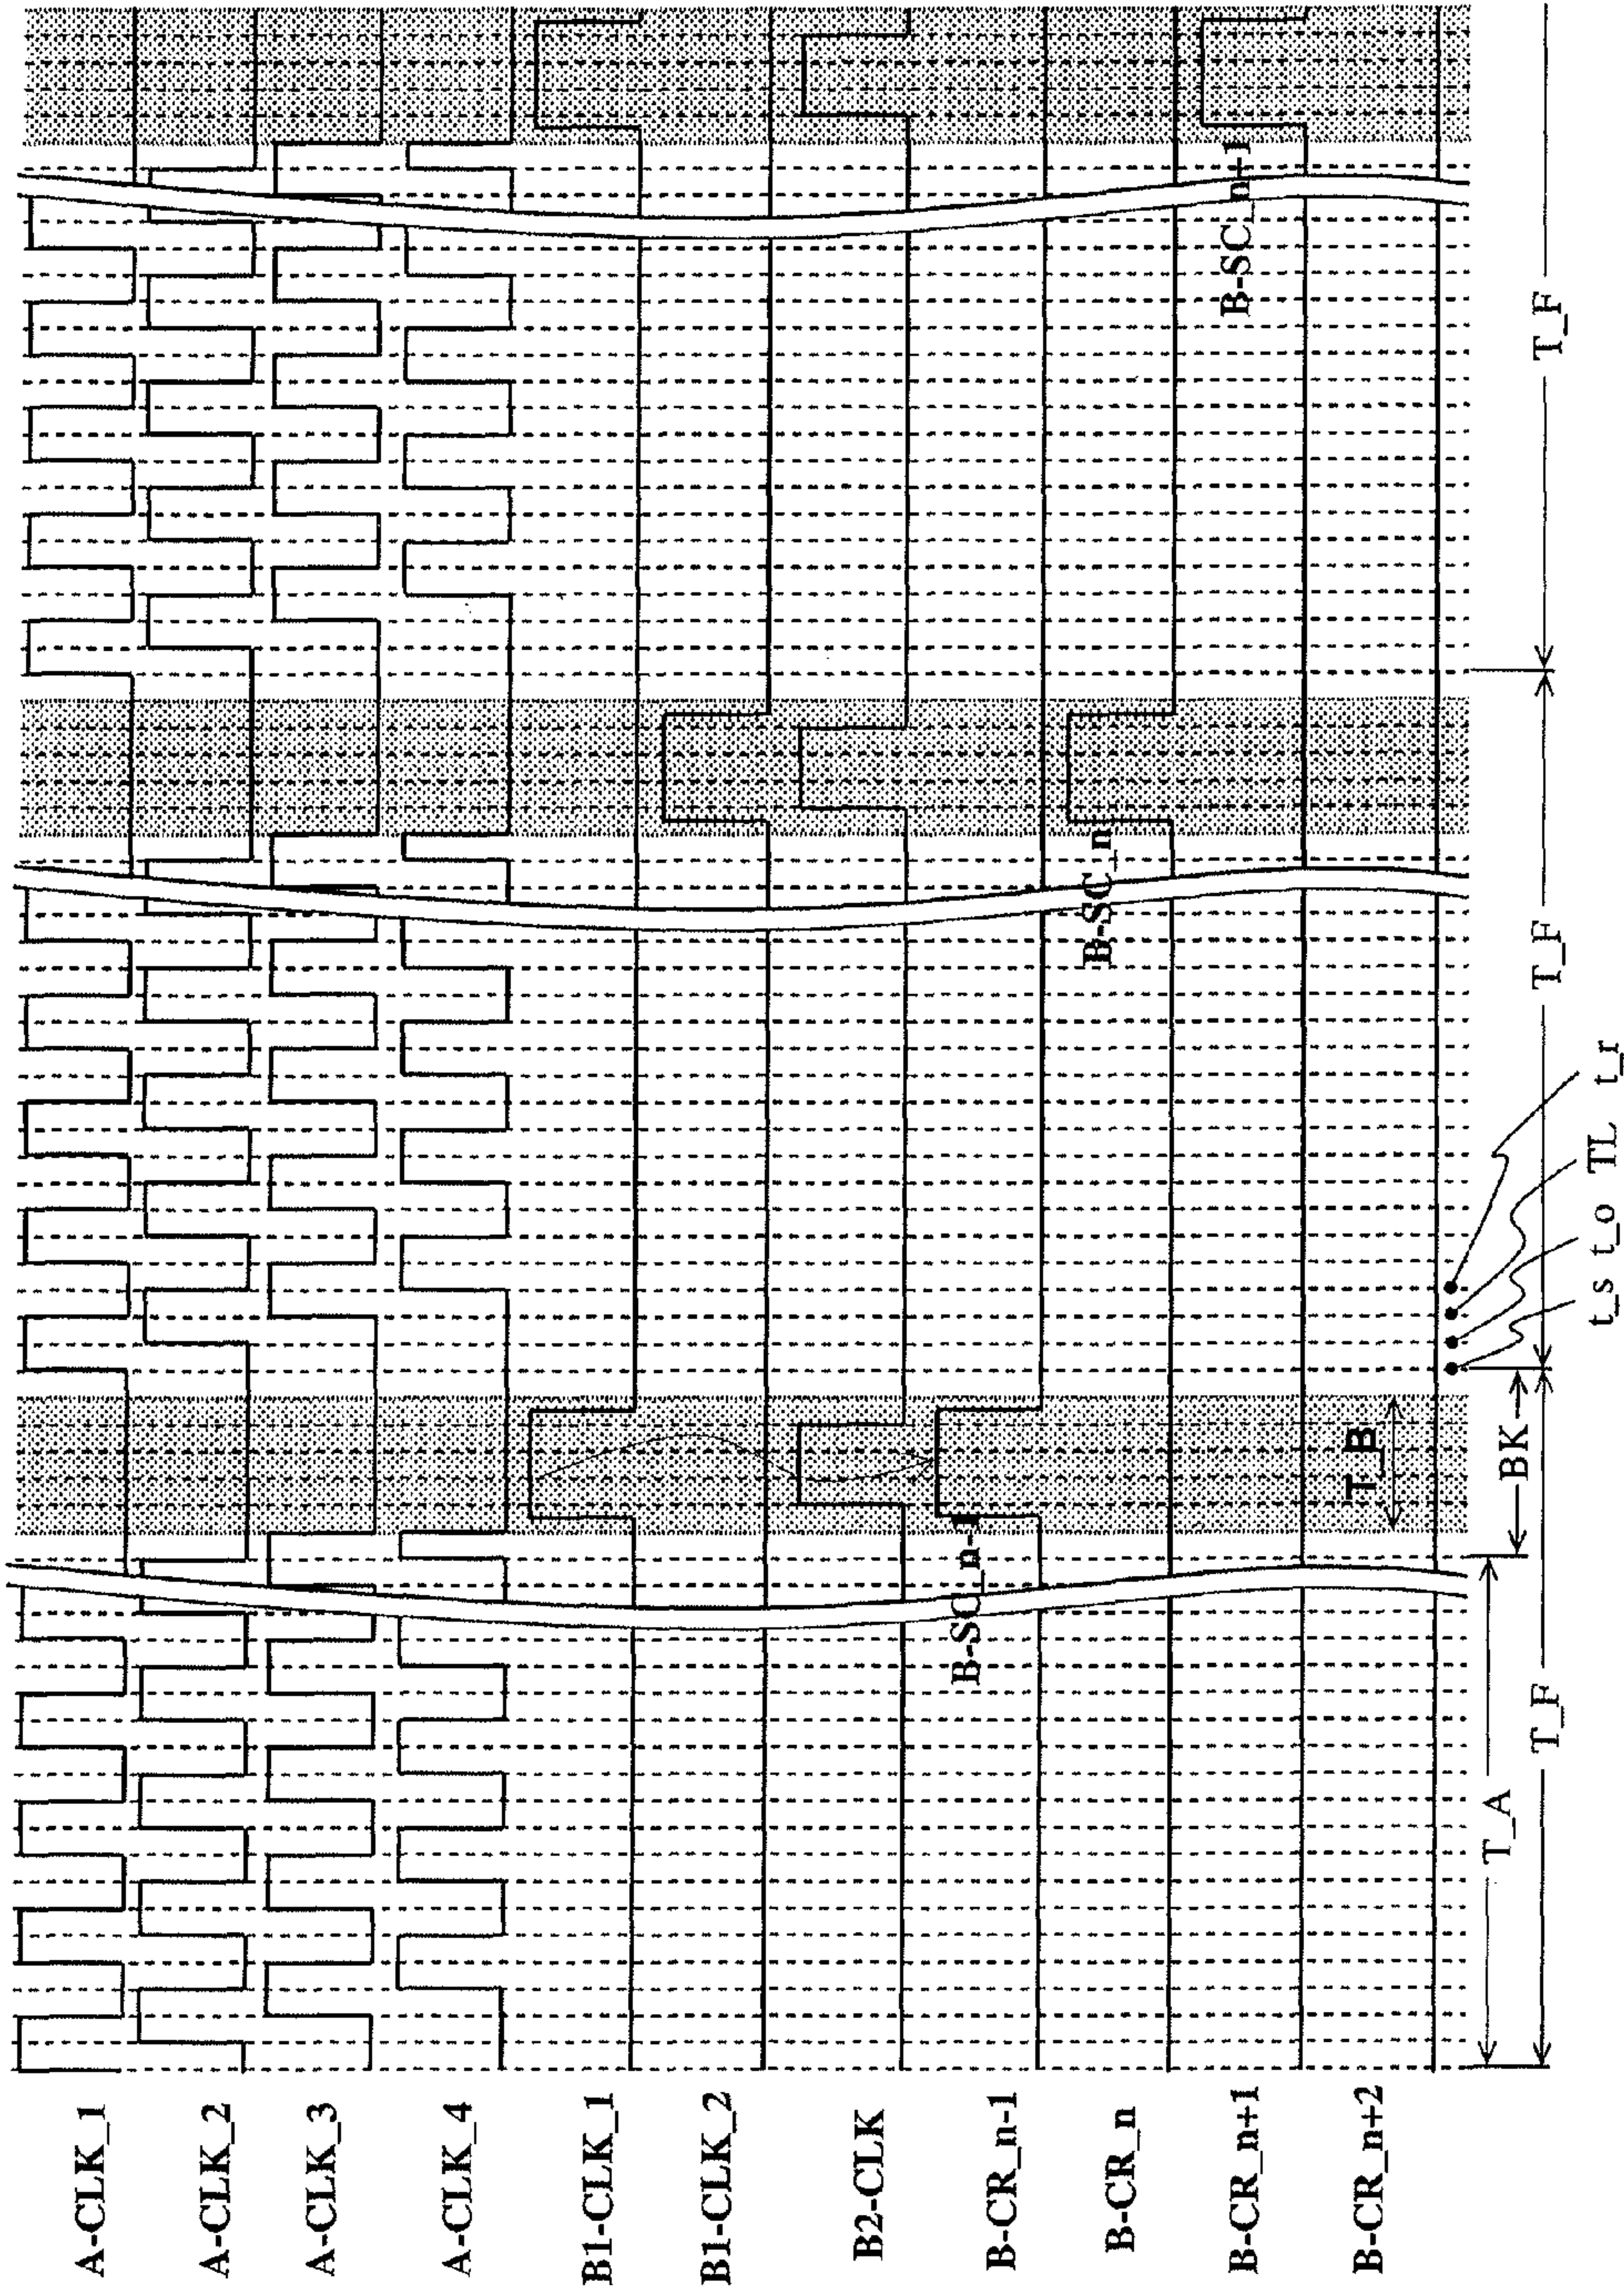 A-CLK_1
A-CLK_2
A-CLK_3
A-CLK_4
B1-CLK_1
B1-CLK_2
B2-CLK
B-SC_n-1
B-CR_n-1
B-SC_n
B-CR_n
B-SC_n+1
B-CR_n+1
B-CR_n+2
T_B
T_A
BK
T_F
T_F
T_F
t_s
t_o
TL
t_r